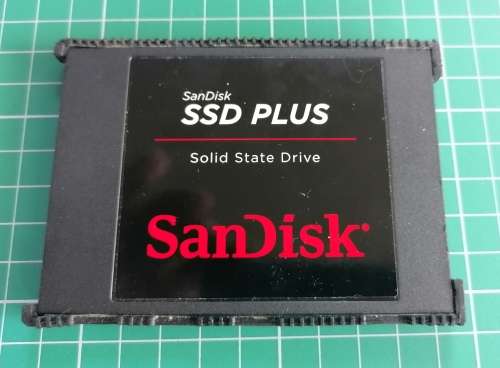 SanDisk
SSD PLUS
Solid State Drive
SanDisk